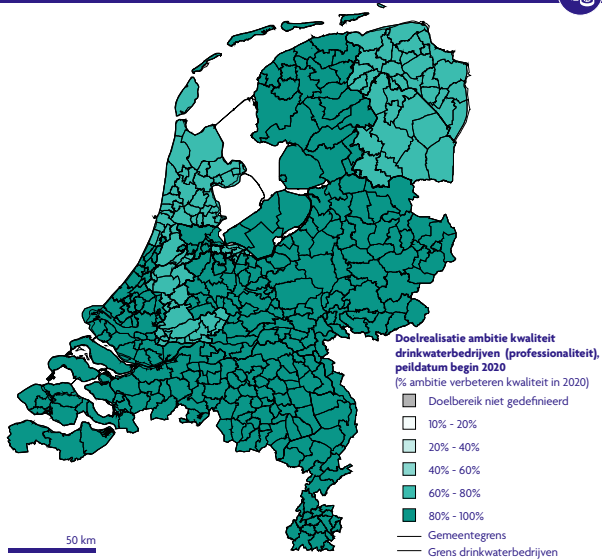 Doelrealisatie ambitie kwaliteit
drinkwaterbedrijven (professionaliteit),
peildatum begin 2020
(% ambitie verbeteren kwaliteit in 2020)
Doelbereik niet gedefinieerd
10% - 20%
20% - 40%
40% - 60%
60% - 80%
80% - 100%
Gemeentegrens
Grens drinkwaterbedrijven
50 km